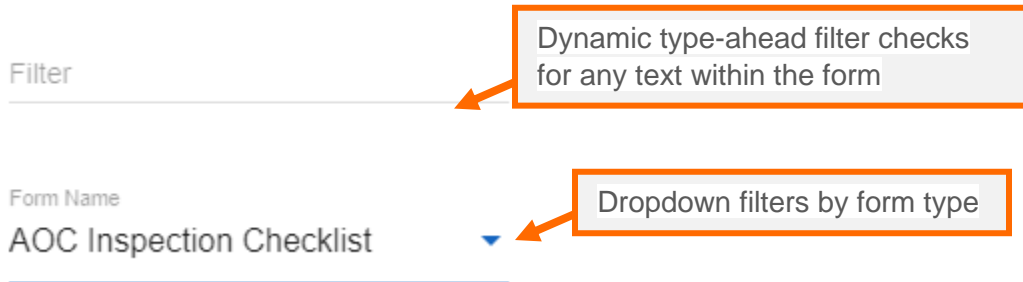 Dynamic type-ahead filter checks
for any text within the form
Filter
Form Name
AOC Inspection Checklist
Dropdown filters by form type